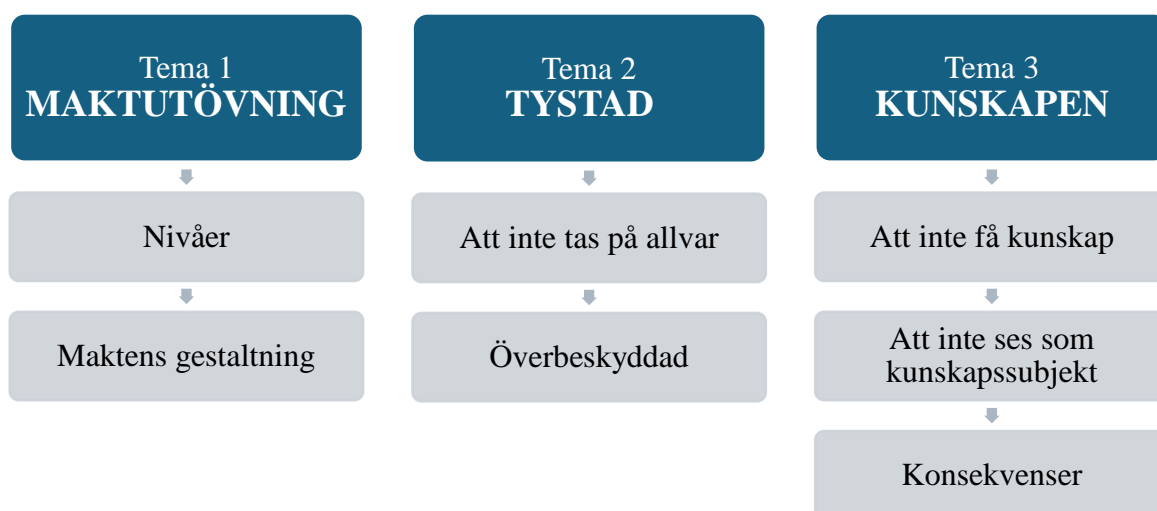 Tema 1
MAKTUTÖVNING
Nivåer
Maktens gestaltning
Tema 2
TYSTAD
Att inte tas på allvar
Överbeskyddad
Tema 3
KUNSKAPEN
Att inte få kunskap
Att inte ses som
kunskapssubjekt
Konsekvenser